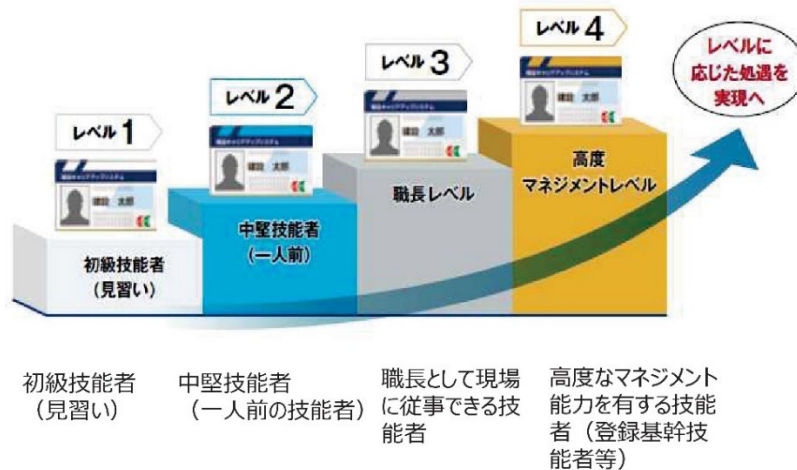 レベル 1
レベル 2
レベル 3
レベル 4
レベルに
応じた処遇を
実現へ
建設 太郎
建設 太郎
建設 太郎
建設 太郎
初級技能者
(見習い)
中堅技能者
(一人前)
職長レベル
高度
マネジメントレベル
初級技能者
(見習い)
中堅技能者
(一人前の技能者)
職長として現場
に従事できる技
能者
高度なマネジメント
能力を有する技能
者(登録基幹技
能者等)